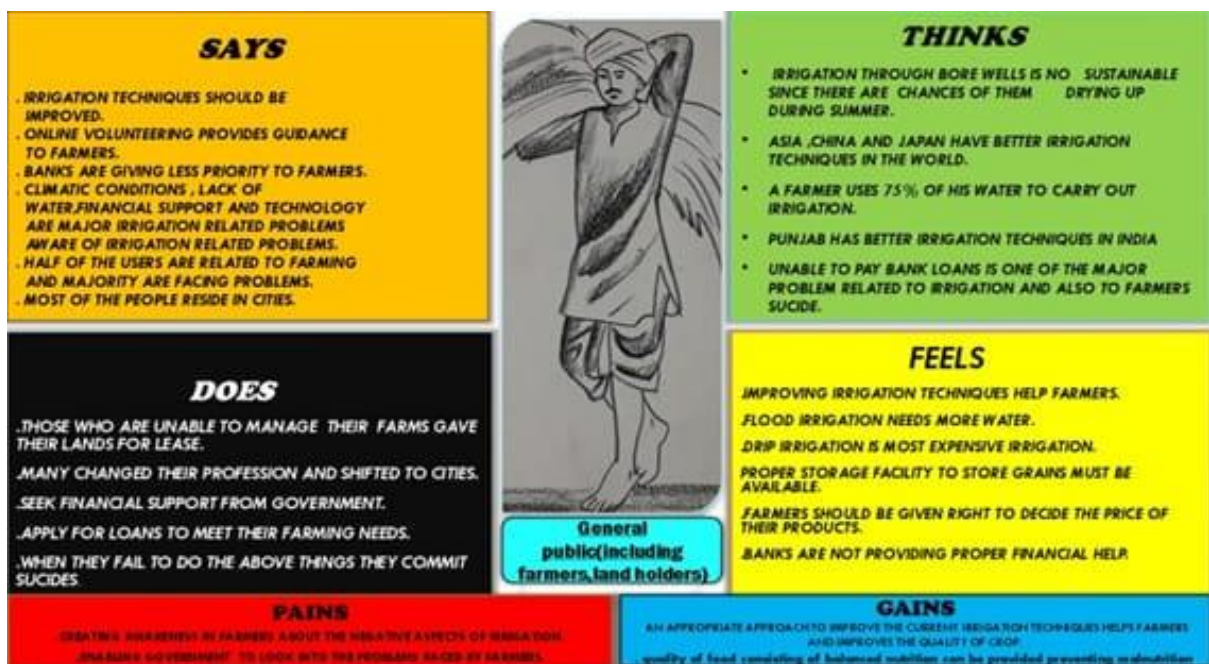 SAYS
. IRRIGATION TECHNIQUES SHOULD BE
IMPROVED.
. ONLINE VOLUNTEERING PROVIDES GUIDANCE
TO FARMERS.
. BANKS ARE GIVING LESS PRIORITY TO FARMERS.
. CLIMATIC CONDITIONS , LACK OF
WATER,FINANCIAL SUPPORT AND TECHNOLOGY
ARE MAJOR IRRIGATION RELATED PROBLEMS
AWARE OF IRRIGATION RELATED PROBLEMS.
. HALF OF THE USERS ARE RELATED TO FARMING
AND MAJORITY ARE FACING PROBLEMS.
. MOST OF THE PEOPLE RESIDE IN CITIES.
THINKS
• IRRIGATION THROUGH BORE WELLS IS NO SUSTAINABLE
SINCE THERE ARE CHANCES OF THEM DRYING UP
DURING SUMMER.
• ASIA ,CHINA AND JAPAN HAVE BETTER IRRIGATION
TECHNIQUES IN THE WORLD.
• A FARMER USES 75% OF HIS WATER TO CARRY OUT
IRRIGATION.
• PUNJAB HAS BETTER IRRIGATION TECHNIQUES IN INDIA
• UNABLE TO PAY BANK LOANS IS ONE OF THE MAJOR
PROBLEM RELATED TO IRRIGATION AND ALSO TO FARMERS
SUCIDE.
DOES
.THOSE WHO ARE UNABLE TO MANAGE THEIR FARMS GAVE
THEIR LANDS FOR LEASE.
.MANY CHANGED THEIR PROFESSION AND SHIFTED TO CITIES.
.SEEK FINANCIAL SUPPORT FROM GOVERNMENT.
.APPLY FOR LOANS TO MEET THEIR FARMING NEEDS.
.WHEN THEY FAIL TO DO THE ABOVE THINGS THEY COMMIT
SUCIDES
General
public(including
farmers,land holders)
FEELS
.IMPROVING IRRIGATION TECHNIQUES HELP FARMERS.
.FLOOD IRRIGATION NEEDS MORE WATER.
.DRIP IRRIGATION IS MOST EXPENSIVE IRRIGATION.
PROPER STORAGE FACILITY TO STORE GRAINS MUST BE
AVAILABLE.
.FARMERS SHOULD BE GIVEN RIGHT TO DECIDE THE PRICE OF
THEIR PRODUCTS.
.BANKS ARE NOT PROVIDING PROPER FINANCIAL HELP.
PAINS
.CREATING AWARENESS IN FARMERS ABOUT THE NEGATIVE ASPECTS OF IRRIGATION.
.ENABLING GOVERNMENT TO LOOK INTO THE PROBLEMS FACED BY FARMERS.
GAINS
AN APPROPRIATE APPROACH TO IMPROVE THE CURRENT IRRIGATION TECHNIQUES HELPS FARMERS
AND IMPROVES THE QUALITY OF CROP.
. quality of food consisting of balanced nutrition can be provided preventing malnutrition